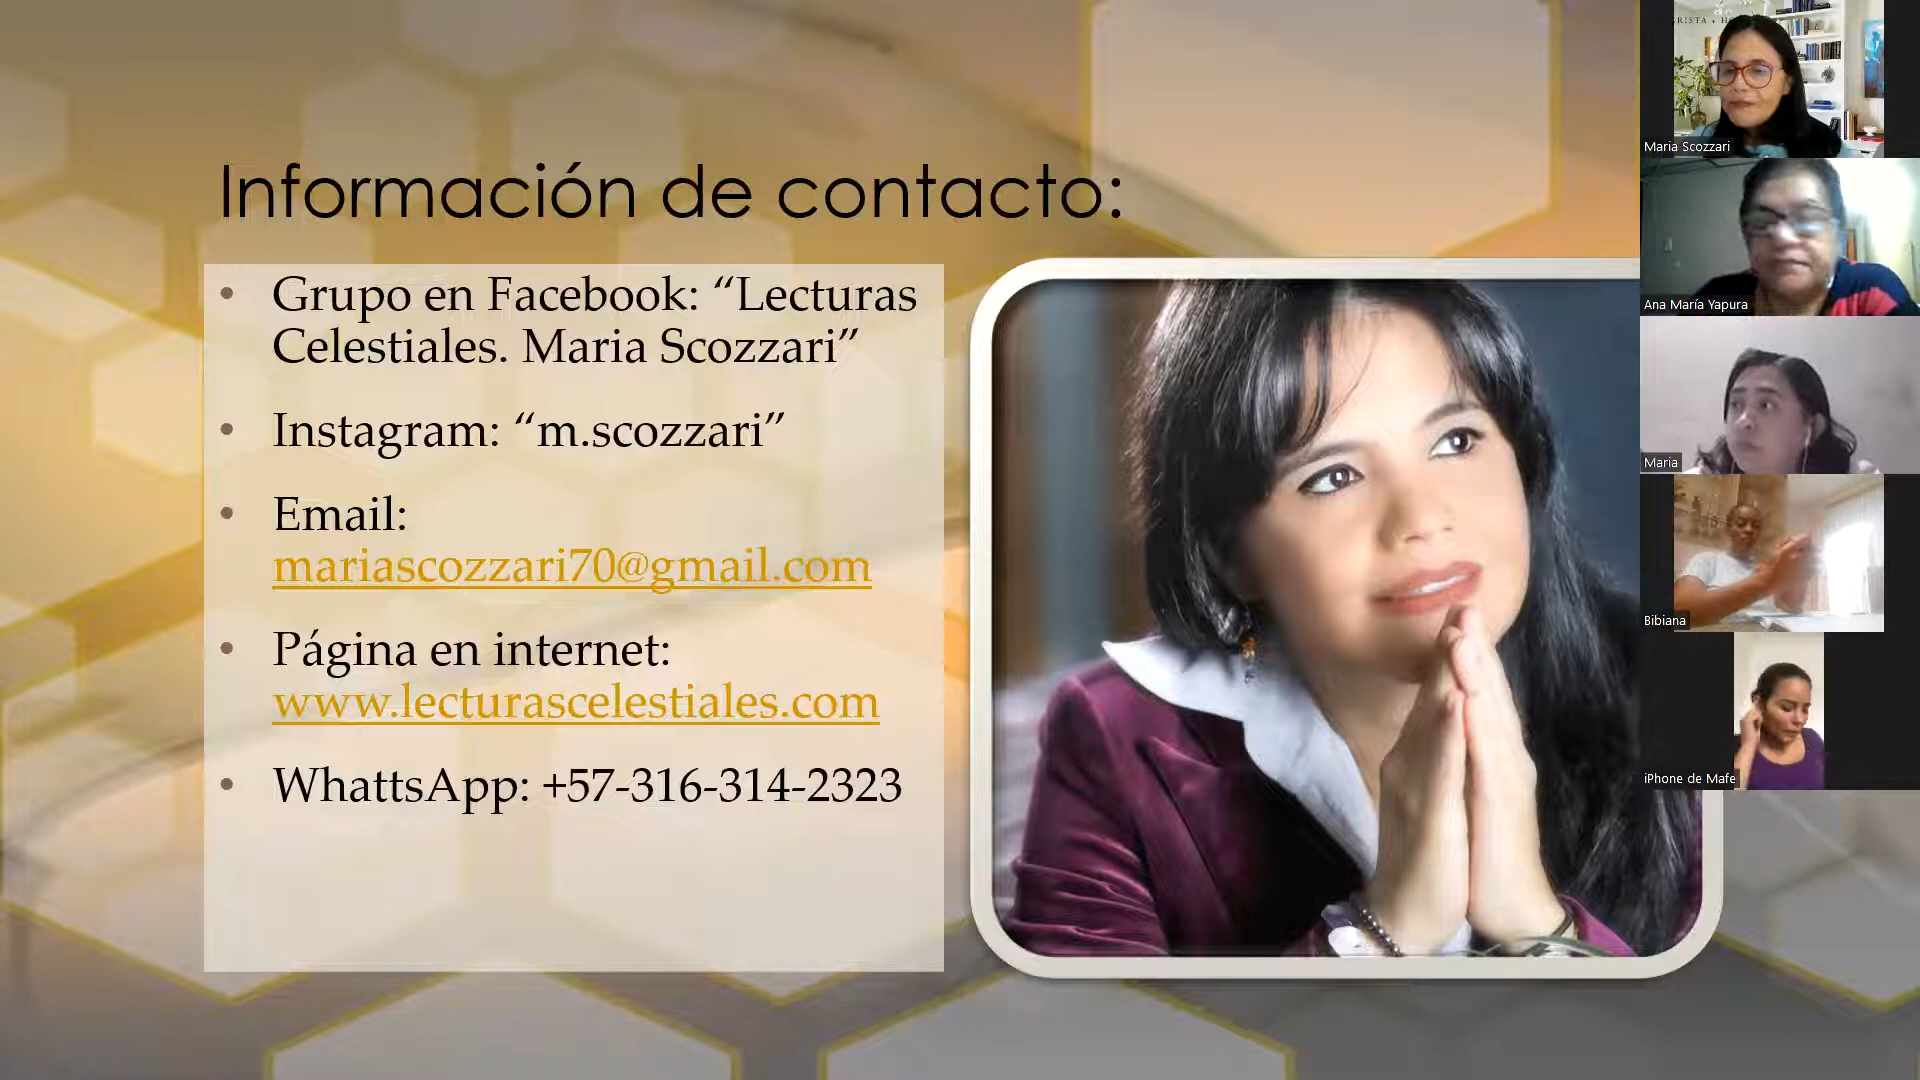 Información de contacto:
• Grupo en Facebook: “Lecturas
Celestiales. Maria Scozzari”
• Instagram: “m.scozzari”
• Email:
mariascozzari70@gmail.com
• Página en internet:
www.lecturascelestiales.com
• WhattsApp: +57-316-314-2323
Maria Scozzari
Ana María Yapura
Maria
Bibiana
iPhone de Mafe